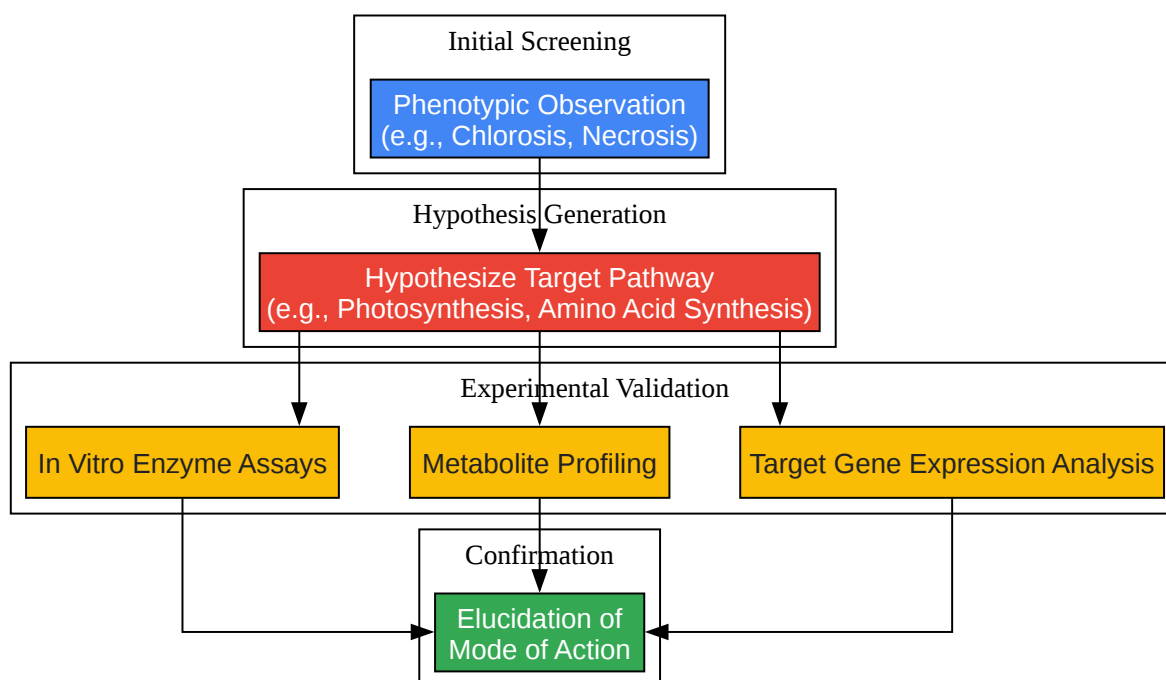 Initial Screening
Phenotypic Observation
(e.g., Chlorosis, Necrosis)
Hypothesis Generation
Hypothesize Target Pathway
(e.g., Photosynthesis, Amino Acid Synthesis)
Experimental Validation
In Vitro Enzyme Assays
Metabolite Profiling
Target Gene Expression Analysis
Confirmation
Elucidation of
Mode of Action